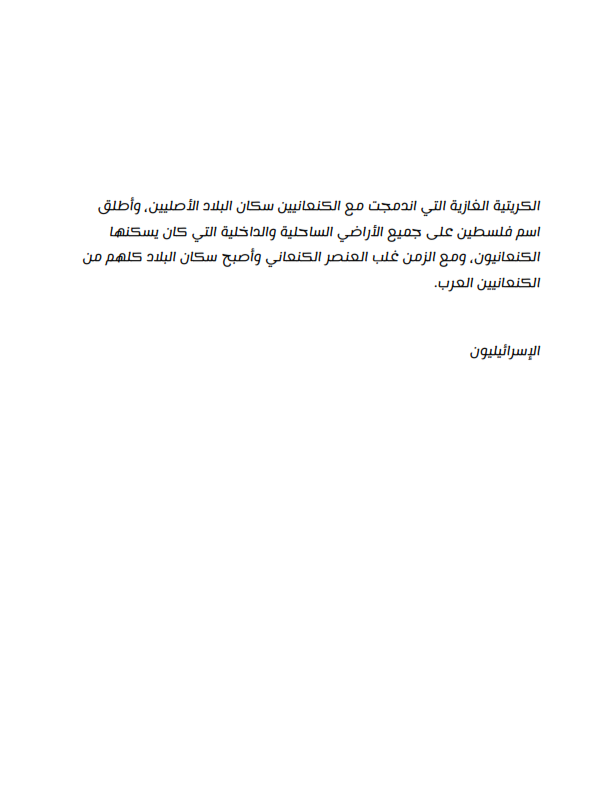 الكريتية الغازية التي اندمجت مع الكنعانيين سكان البلاد الأصليين، وأطلق
اسم فلسطين على جميع الأراضي الساحلية والداخلية التي كان يسكنها
الكنعانيون، ومع الزمن غلب العنصر الكنعاني وأصبح سكان البلاد كلهم من
الكنعانيين العرب.
الإسرائيليون